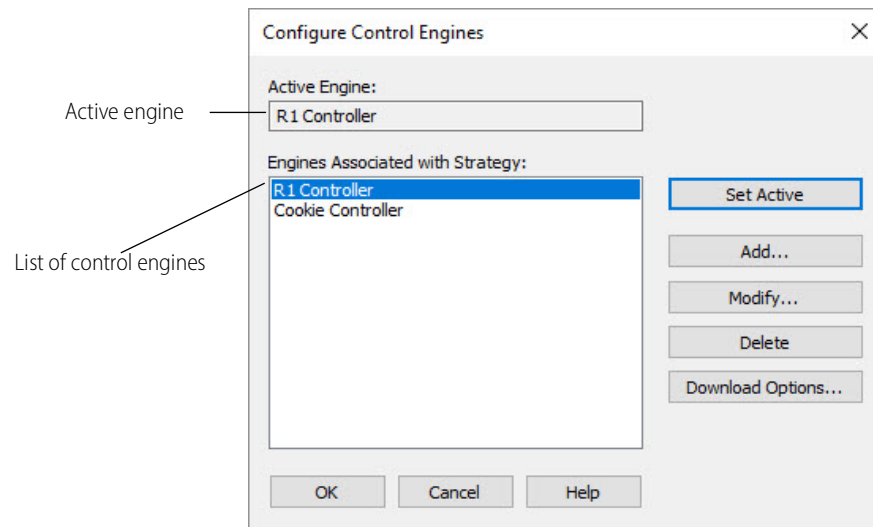 Configure Control Engines
Active Engine:
Active engine
R1 Controller
Engines Associated with Strategy:
R1 Controller
Set Active
Cookie Controller
Add...
List of control engines
Modify...
Delete
Download Options...
OK
Cancel
Help